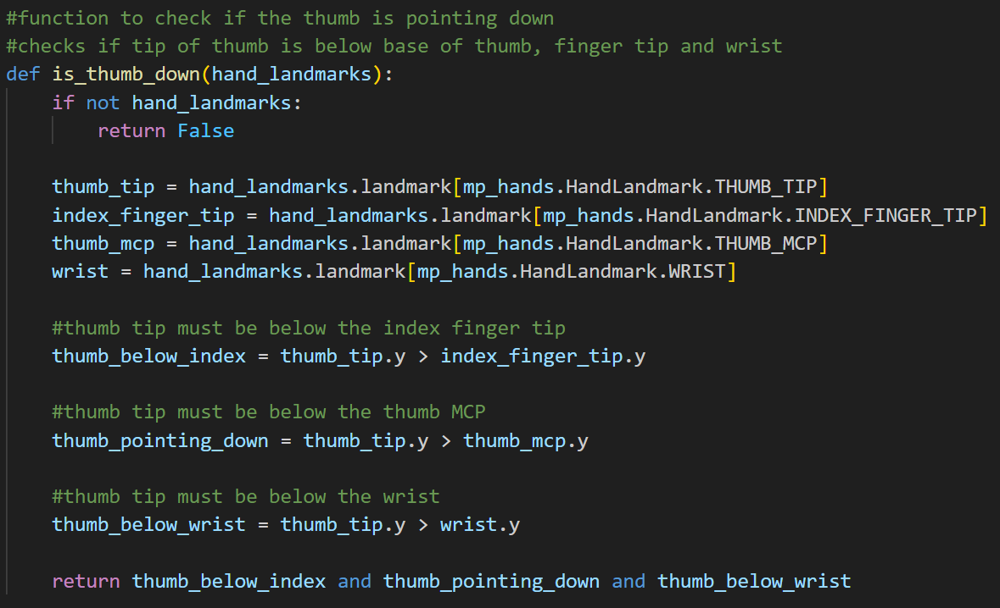 #function to check if the thumb is pointing down
#checks if tip of thumb is below base of thumb, finger tip and wrist
def is_thumb_down(hand_landmarks):
    if not hand_landmarks:
        return False

    thumb_tip = hand_landmarks.landmark[mp_hands.HandLandmark.THUMB_TIP]
    index_finger_tip = hand_landmarks.landmark[mp_hands.HandLandmark.INDEX_FINGER_TIP]
    thumb_mcp = hand_landmarks.landmark[mp_hands.HandLandmark.THUMB_MCP]
    wrist = hand_landmarks.landmark[mp_hands.HandLandmark.WRIST]

    #thumb tip must be below the index finger tip
    thumb_below_index = thumb_tip.y > index_finger_tip.y

    #thumb tip must be below the thumb MCP
    thumb_pointing_down = thumb_tip.y > thumb_mcp.y

    #thumb tip must be below the wrist
    thumb_below_wrist = thumb_tip.y > wrist.y

    return thumb_below_index and thumb_pointing_down and thumb_below_wrist